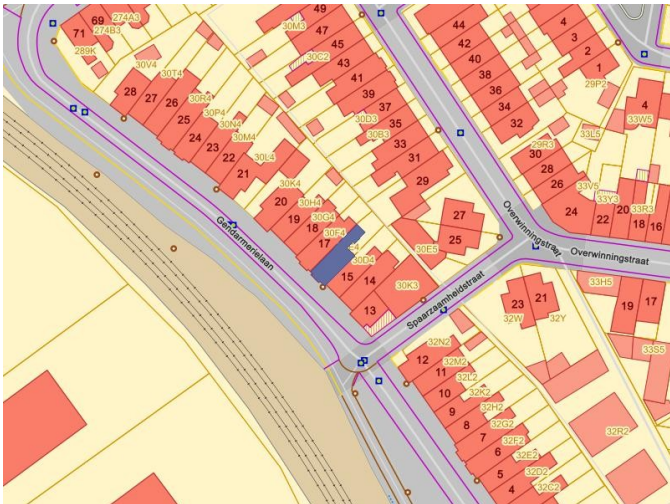 49
47
45
43
41
39
37
35
33
31
29
30M3
30C2
30D3
30B3
69
71
274A3
274B3
289K
30V4
30T4
28
27
26
25
24
23
22
21
30R4
30P4
30N4
30M4
30L4
30K4
30H4
30G4
30F4
20
19
18
17
30D4
15
14
13
30K3
30E5
27
25
44
42
40
38
36
34
32
30
28
26
24
4
3
2
1
29P2
4
33W5
33L5
29R3
33V5
33Y3
33R3
22
20
18
16
Overwinningstraat
Overwinningstraat
Gendarmerielaan
Spaarzaamheidstraat
33H5
19
17
33S5
23
21
32W
32Y
32R2
12
11
10
9
8
7
6
5
4
32N2
32M2
32L2
32K2
32H2
32G2
32F2
32E2
32D2
32C2